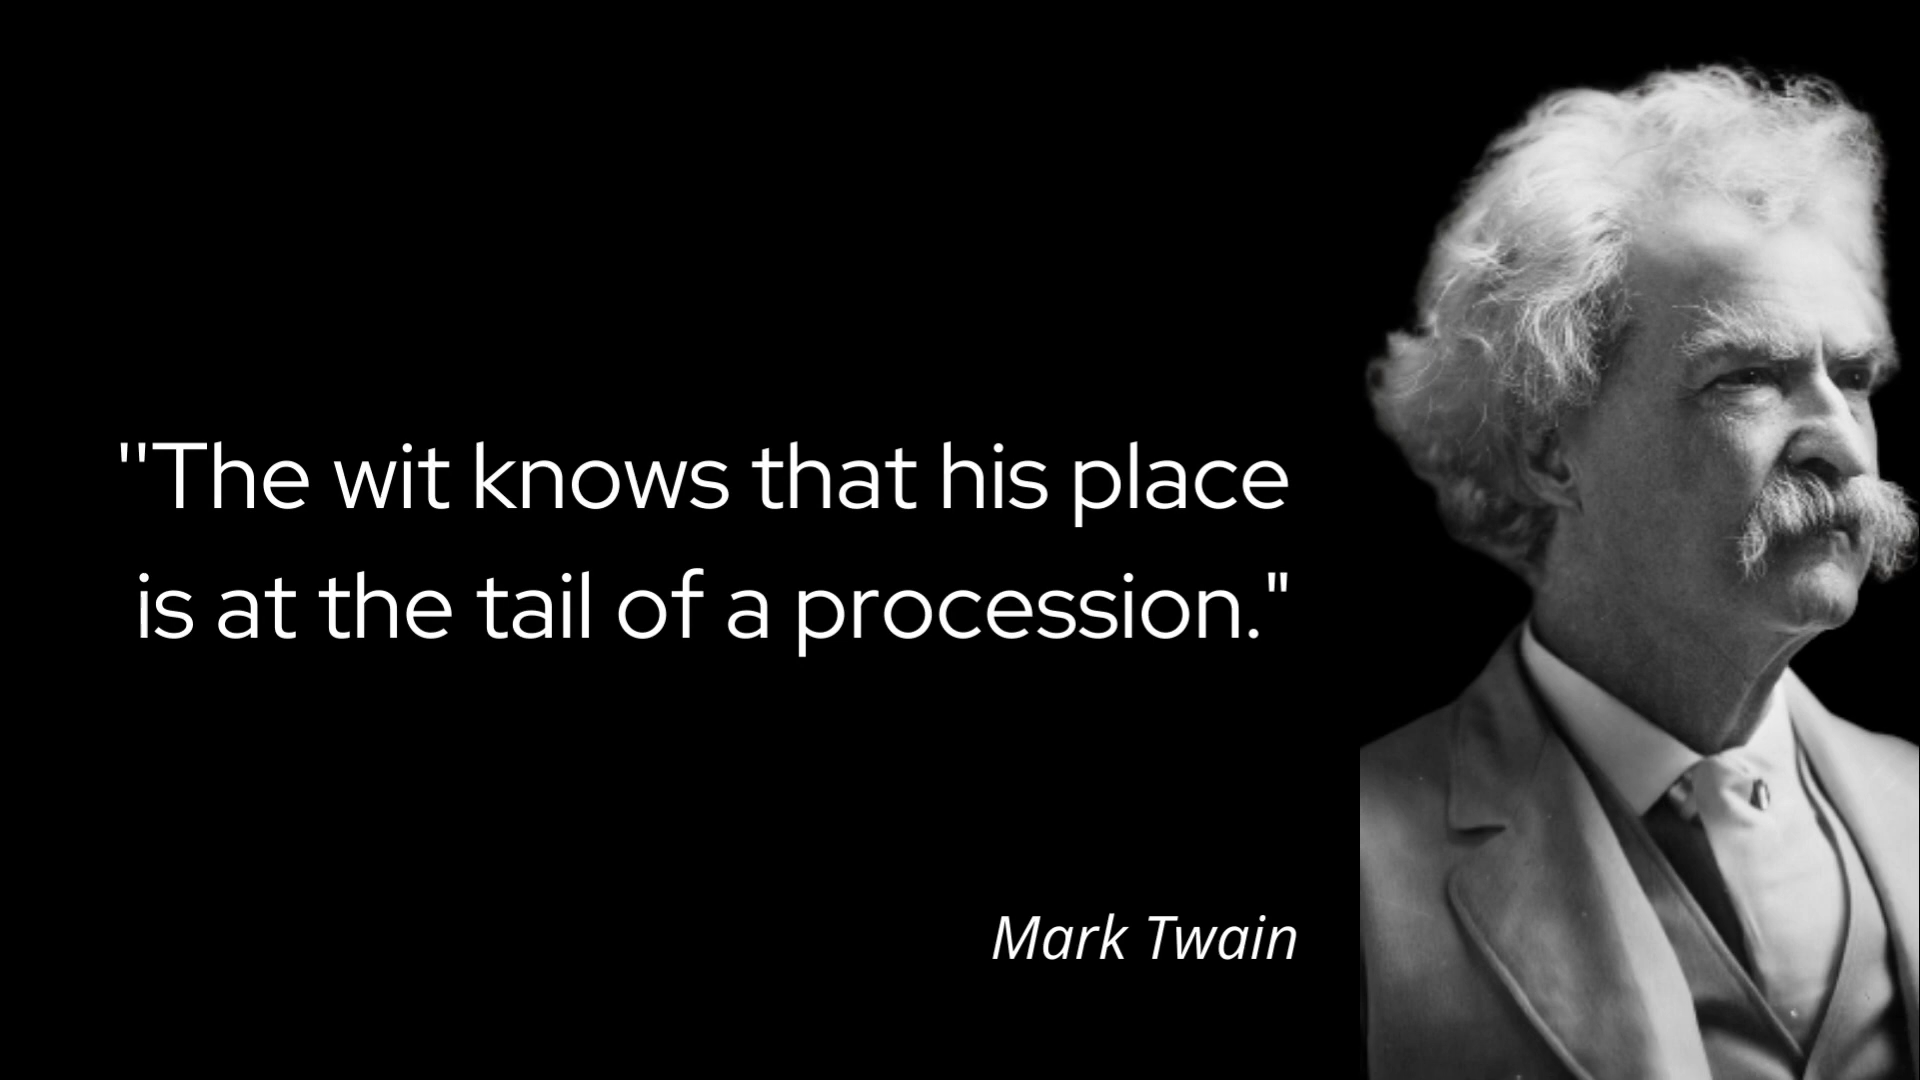 "The wit knows that his place
is at the tail of a procession."
Mark Twain